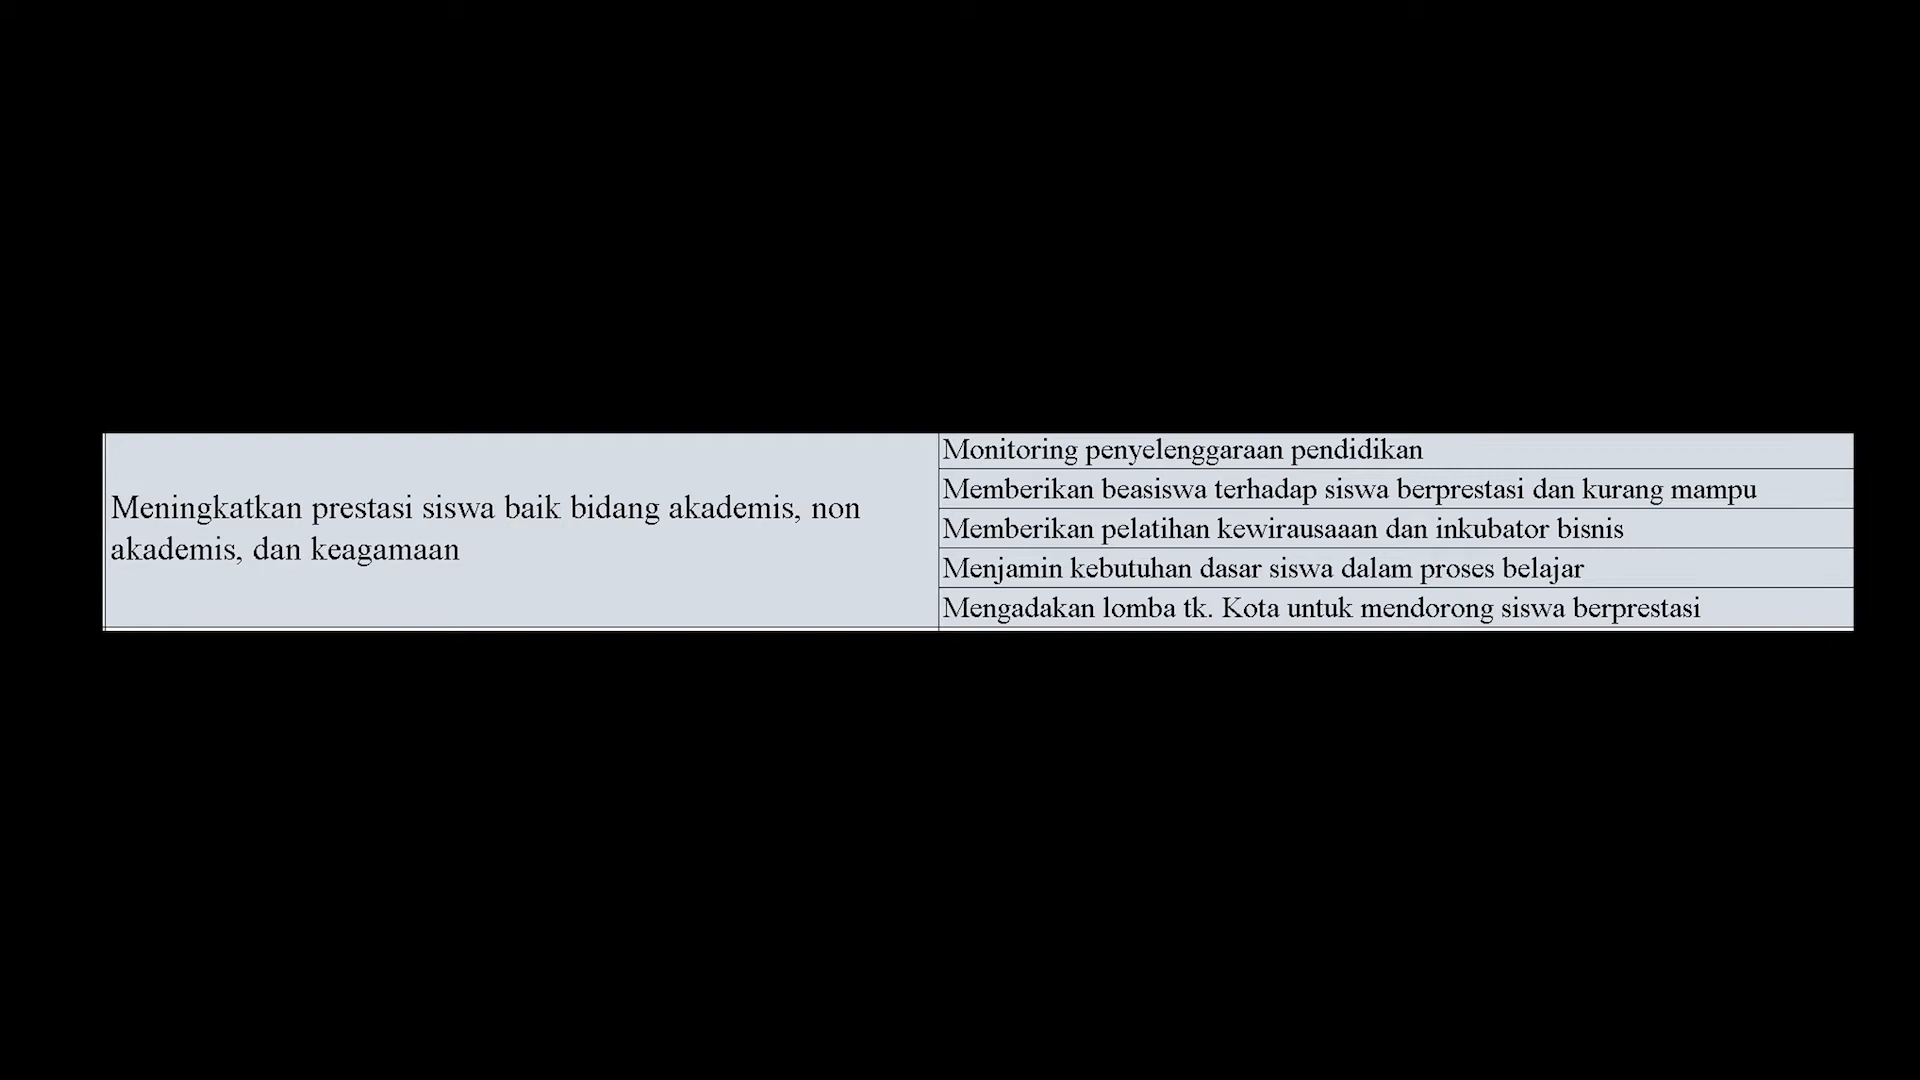 Meningkatkan prestasi siswa baik bidang akademis, non
akademis, dan keagamaan
Monitoring penyelenggaraan pendidikan
Memberikan beasiswa terhadap siswa berprestasi dan kurang mampu
Memberikan pelatihan kewirausaaan dan inkubator bisnis
Menjamin kebutuhan dasar siswa dalam proses belajar
Mengadakan lomba tk. Kota untuk mendorong siswa berprestasi